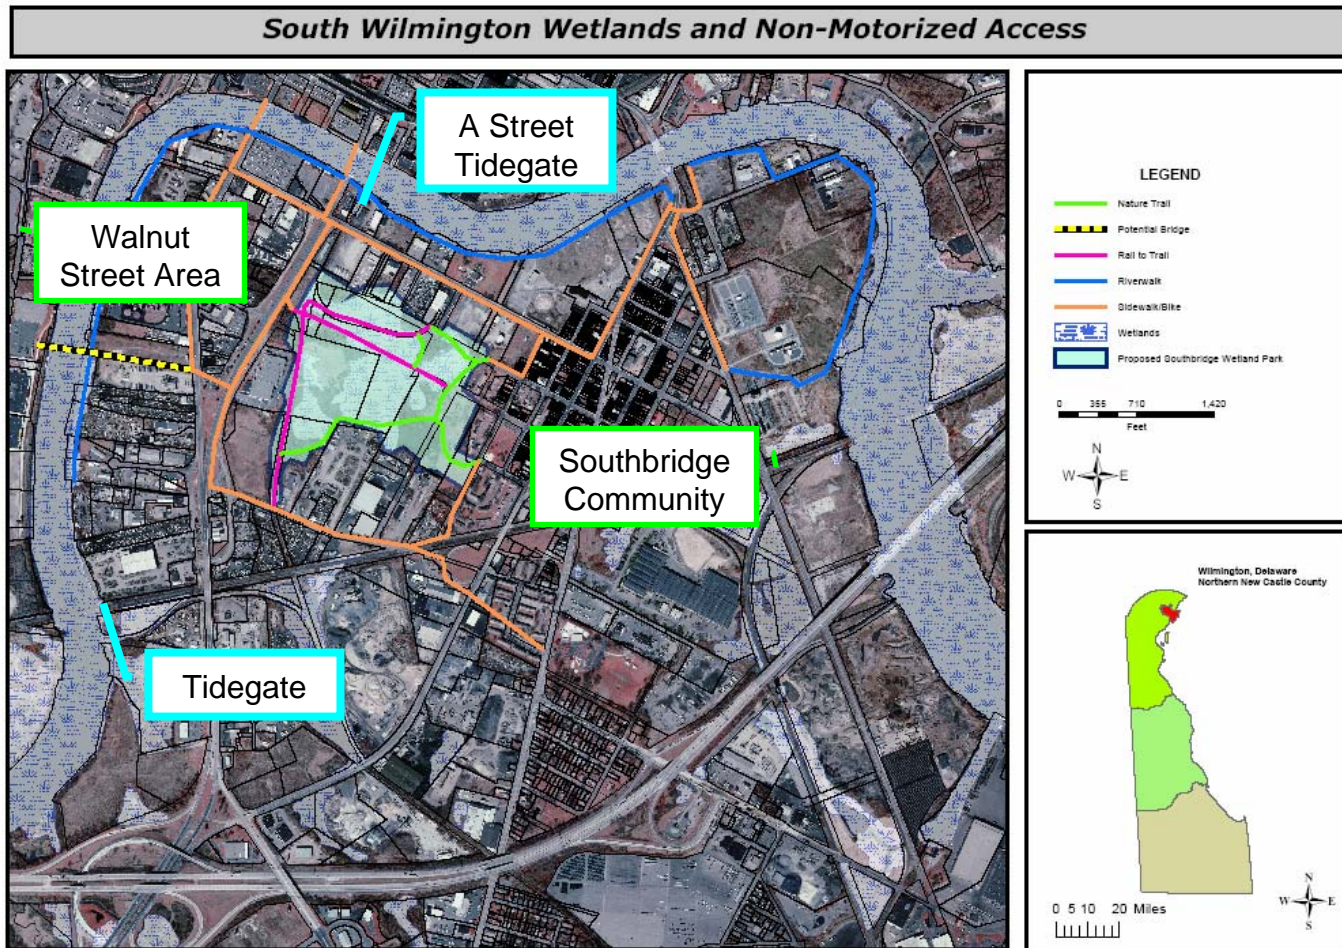 South Wilmington Wetlands and Non-Motorized Access
A Street
Tidegate
Walnut
Street Area
Southbridge
Community
Tidegate
LEGEND
Nature Trail
Potential Bridge
Rail to Trail
Riverwalk
Sidewalk/Bike
Wetlands
Proposed Southbridge Wetland Park
0 355 710 1,420
Feet
N
W E
S
Wilmington, Delaware
Northern New Castle County
0 5 10 20 Miles
N
W E
S